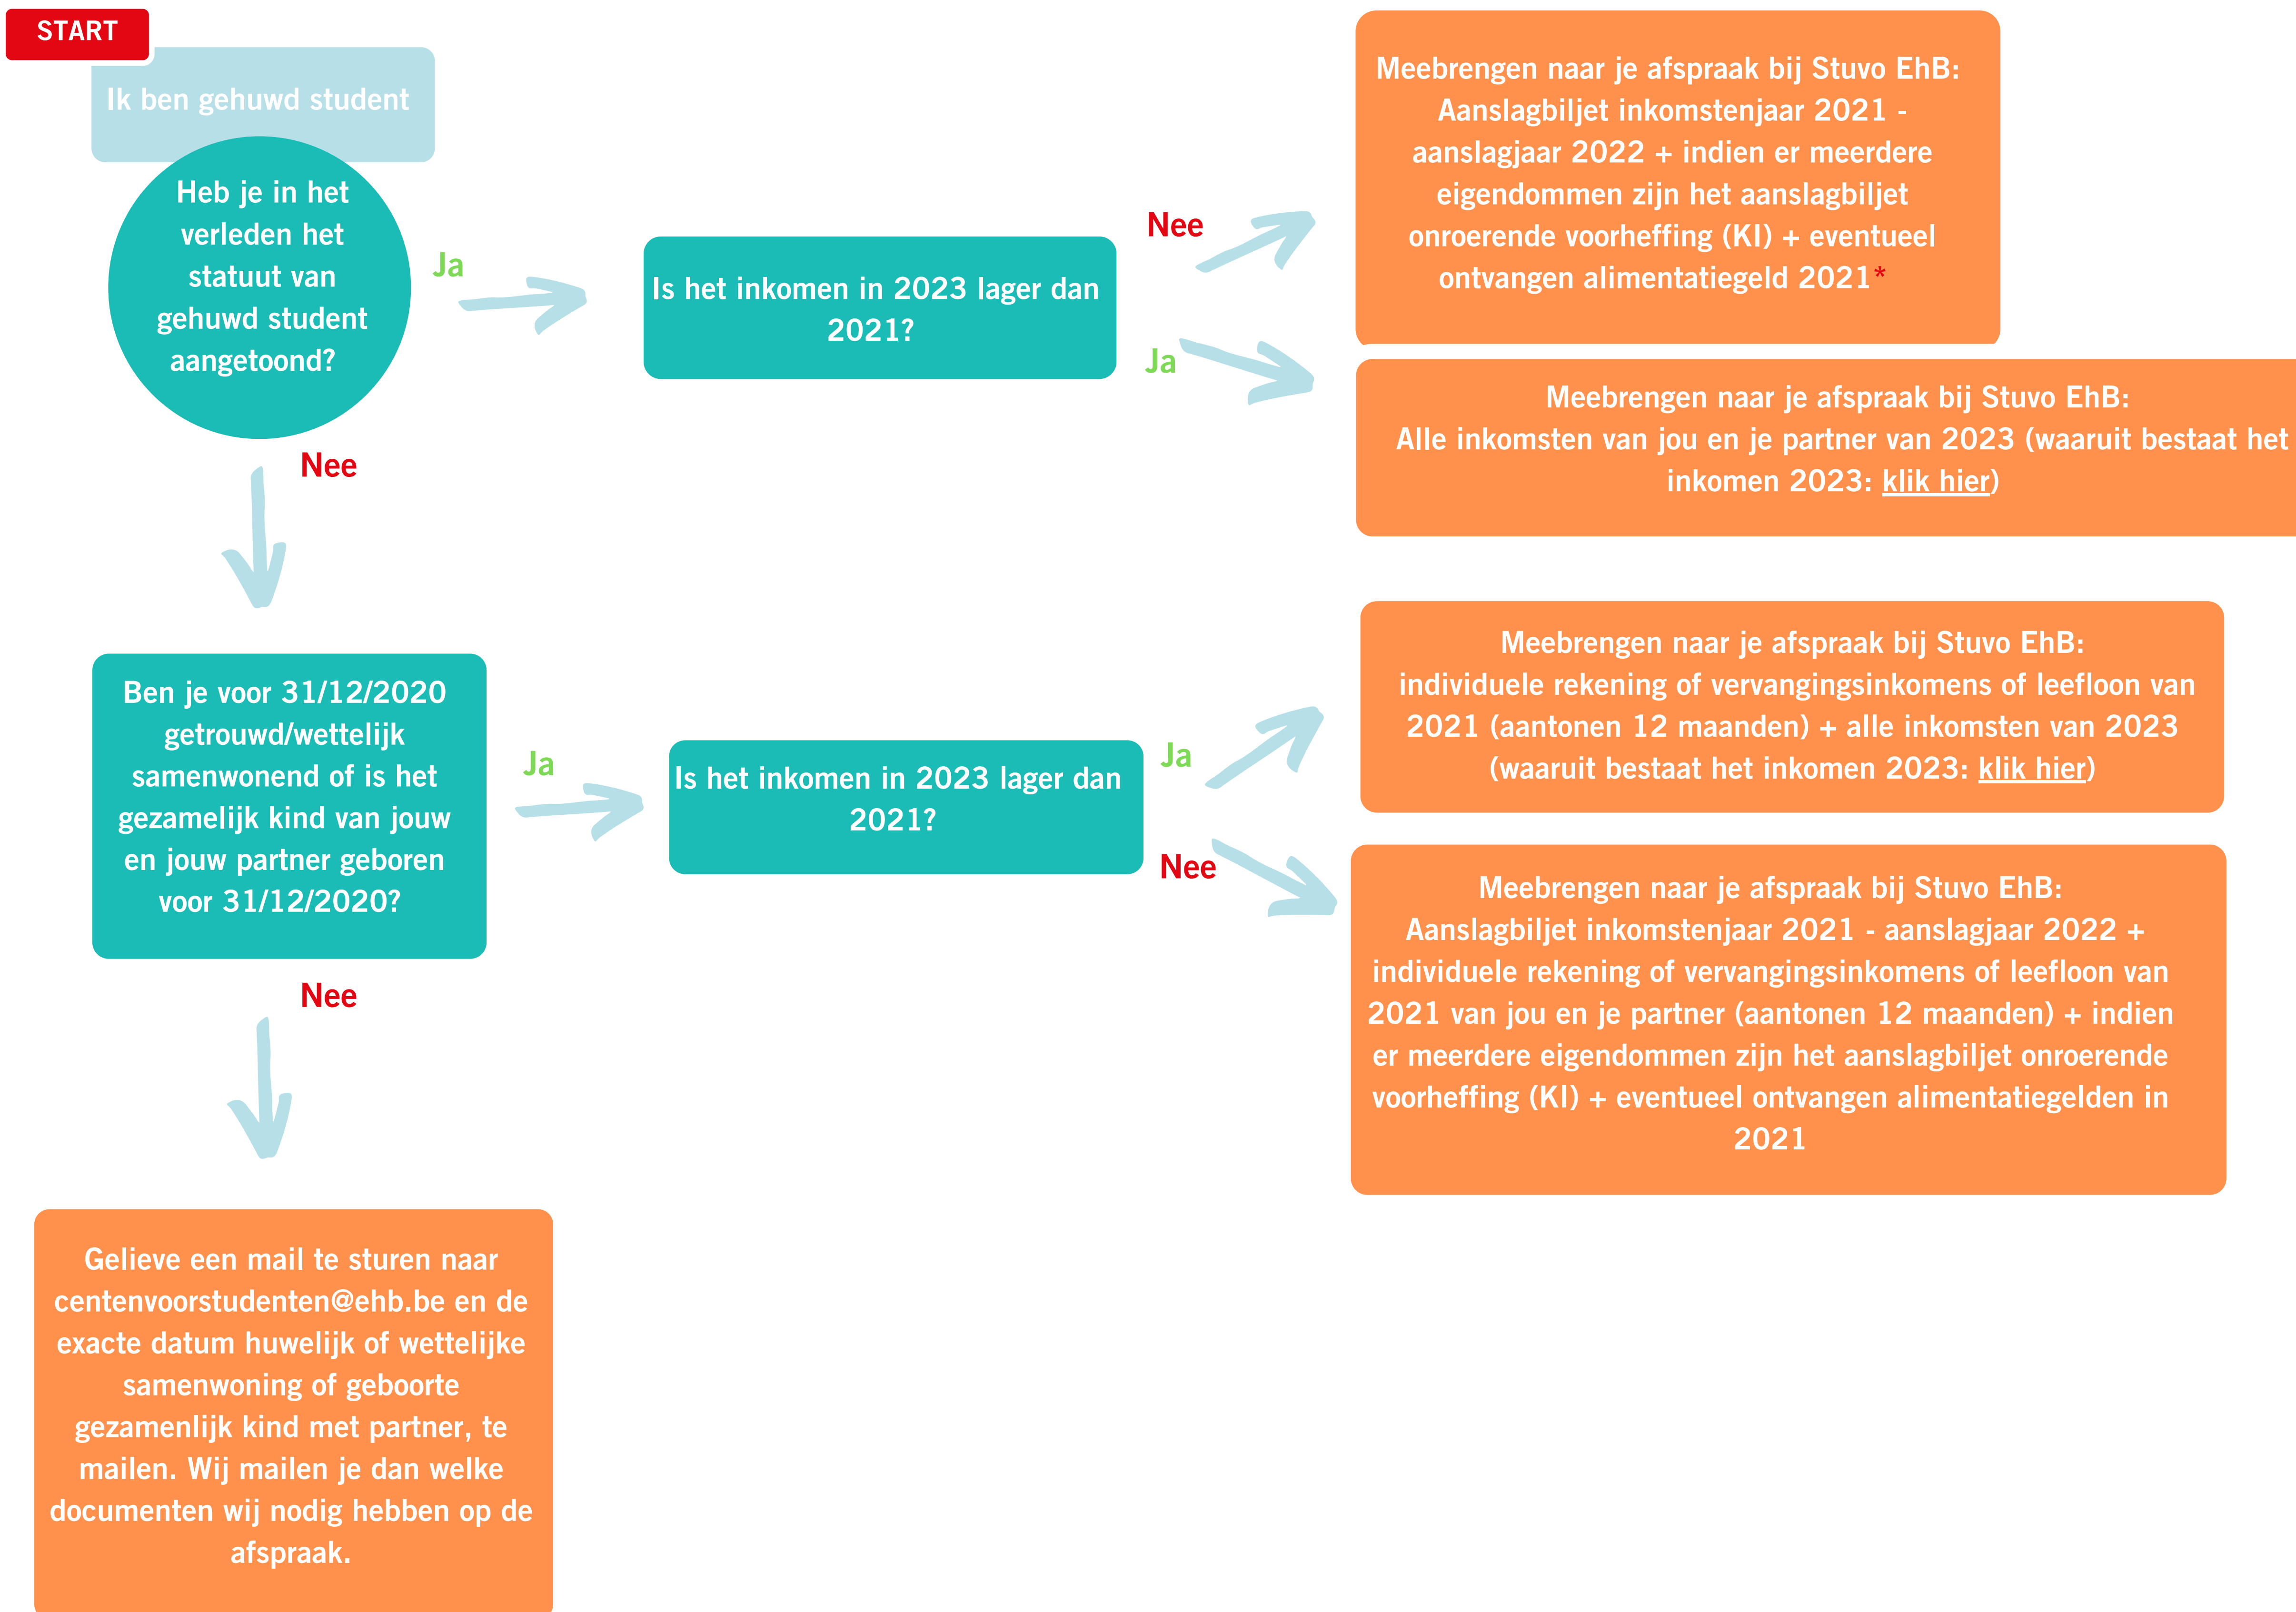 START
Ik ben gehuwd student
Heb je in het
verleden het
statuut van
gehuwd student
aangetoond?
Ja
Is het inkomen in 2023 lager dan
2021?
Nee
Meebrengen naar je afspraak bij Stuvo EhB:
Aanslagbiljet inkomstenjaar 2021 -
aanslagjaar 2022 + indien er meerdere
eigendommen zijn het aanslagbiljet
onroerende voorheffing (KI) + eventueel
ontvangen alimentatiegeld 2021*
Ja
Meebrengen naar je afspraak bij Stuvo EhB:
Alle inkomsten van jou en je partner van 2023 (waaruit bestaat het
inkomen 2023: klik hier)
Nee
Ben je voor 31/12/2020
getrouwd/wettelijk
samenwonend of is het
gezamelijk kind van jouw
en jouw partner geboren
voor 31/12/2020?
Ja
Is het inkomen in 2023 lager dan
2021?
Ja
Meebrengen naar je afspraak bij Stuvo EhB:
individuele rekening of vervangingsinkomens of leefloon van
2021 (aantonen 12 maanden) + alle inkomsten van 2023
(waaruit bestaat het inkomen 2023: klik hier)
Nee
Meebrengen naar je afspraak bij Stuvo EhB:
Aanslagbiljet inkomstenjaar 2021 - aanslagjaar 2022 +
individuele rekening of vervangingsinkomens of leefloon van
2021 van jou en je partner (aantonen 12 maanden) + indien
er meerdere eigendommen zijn het aanslagbiljet onroerende
voorheffing (KI) + eventueel ontvangen alimentatiegelden in
2021
Nee
Gelieve een mail te sturen naar
centenvoorstudenten@ehb.be en de
exacte datum huwelijk of wettelijke
samenwoning of geboorte
gezamenlijk kind met partner, te
mailen. Wij mailen je dan welke
documenten wij nodig hebben op de
afspraak.